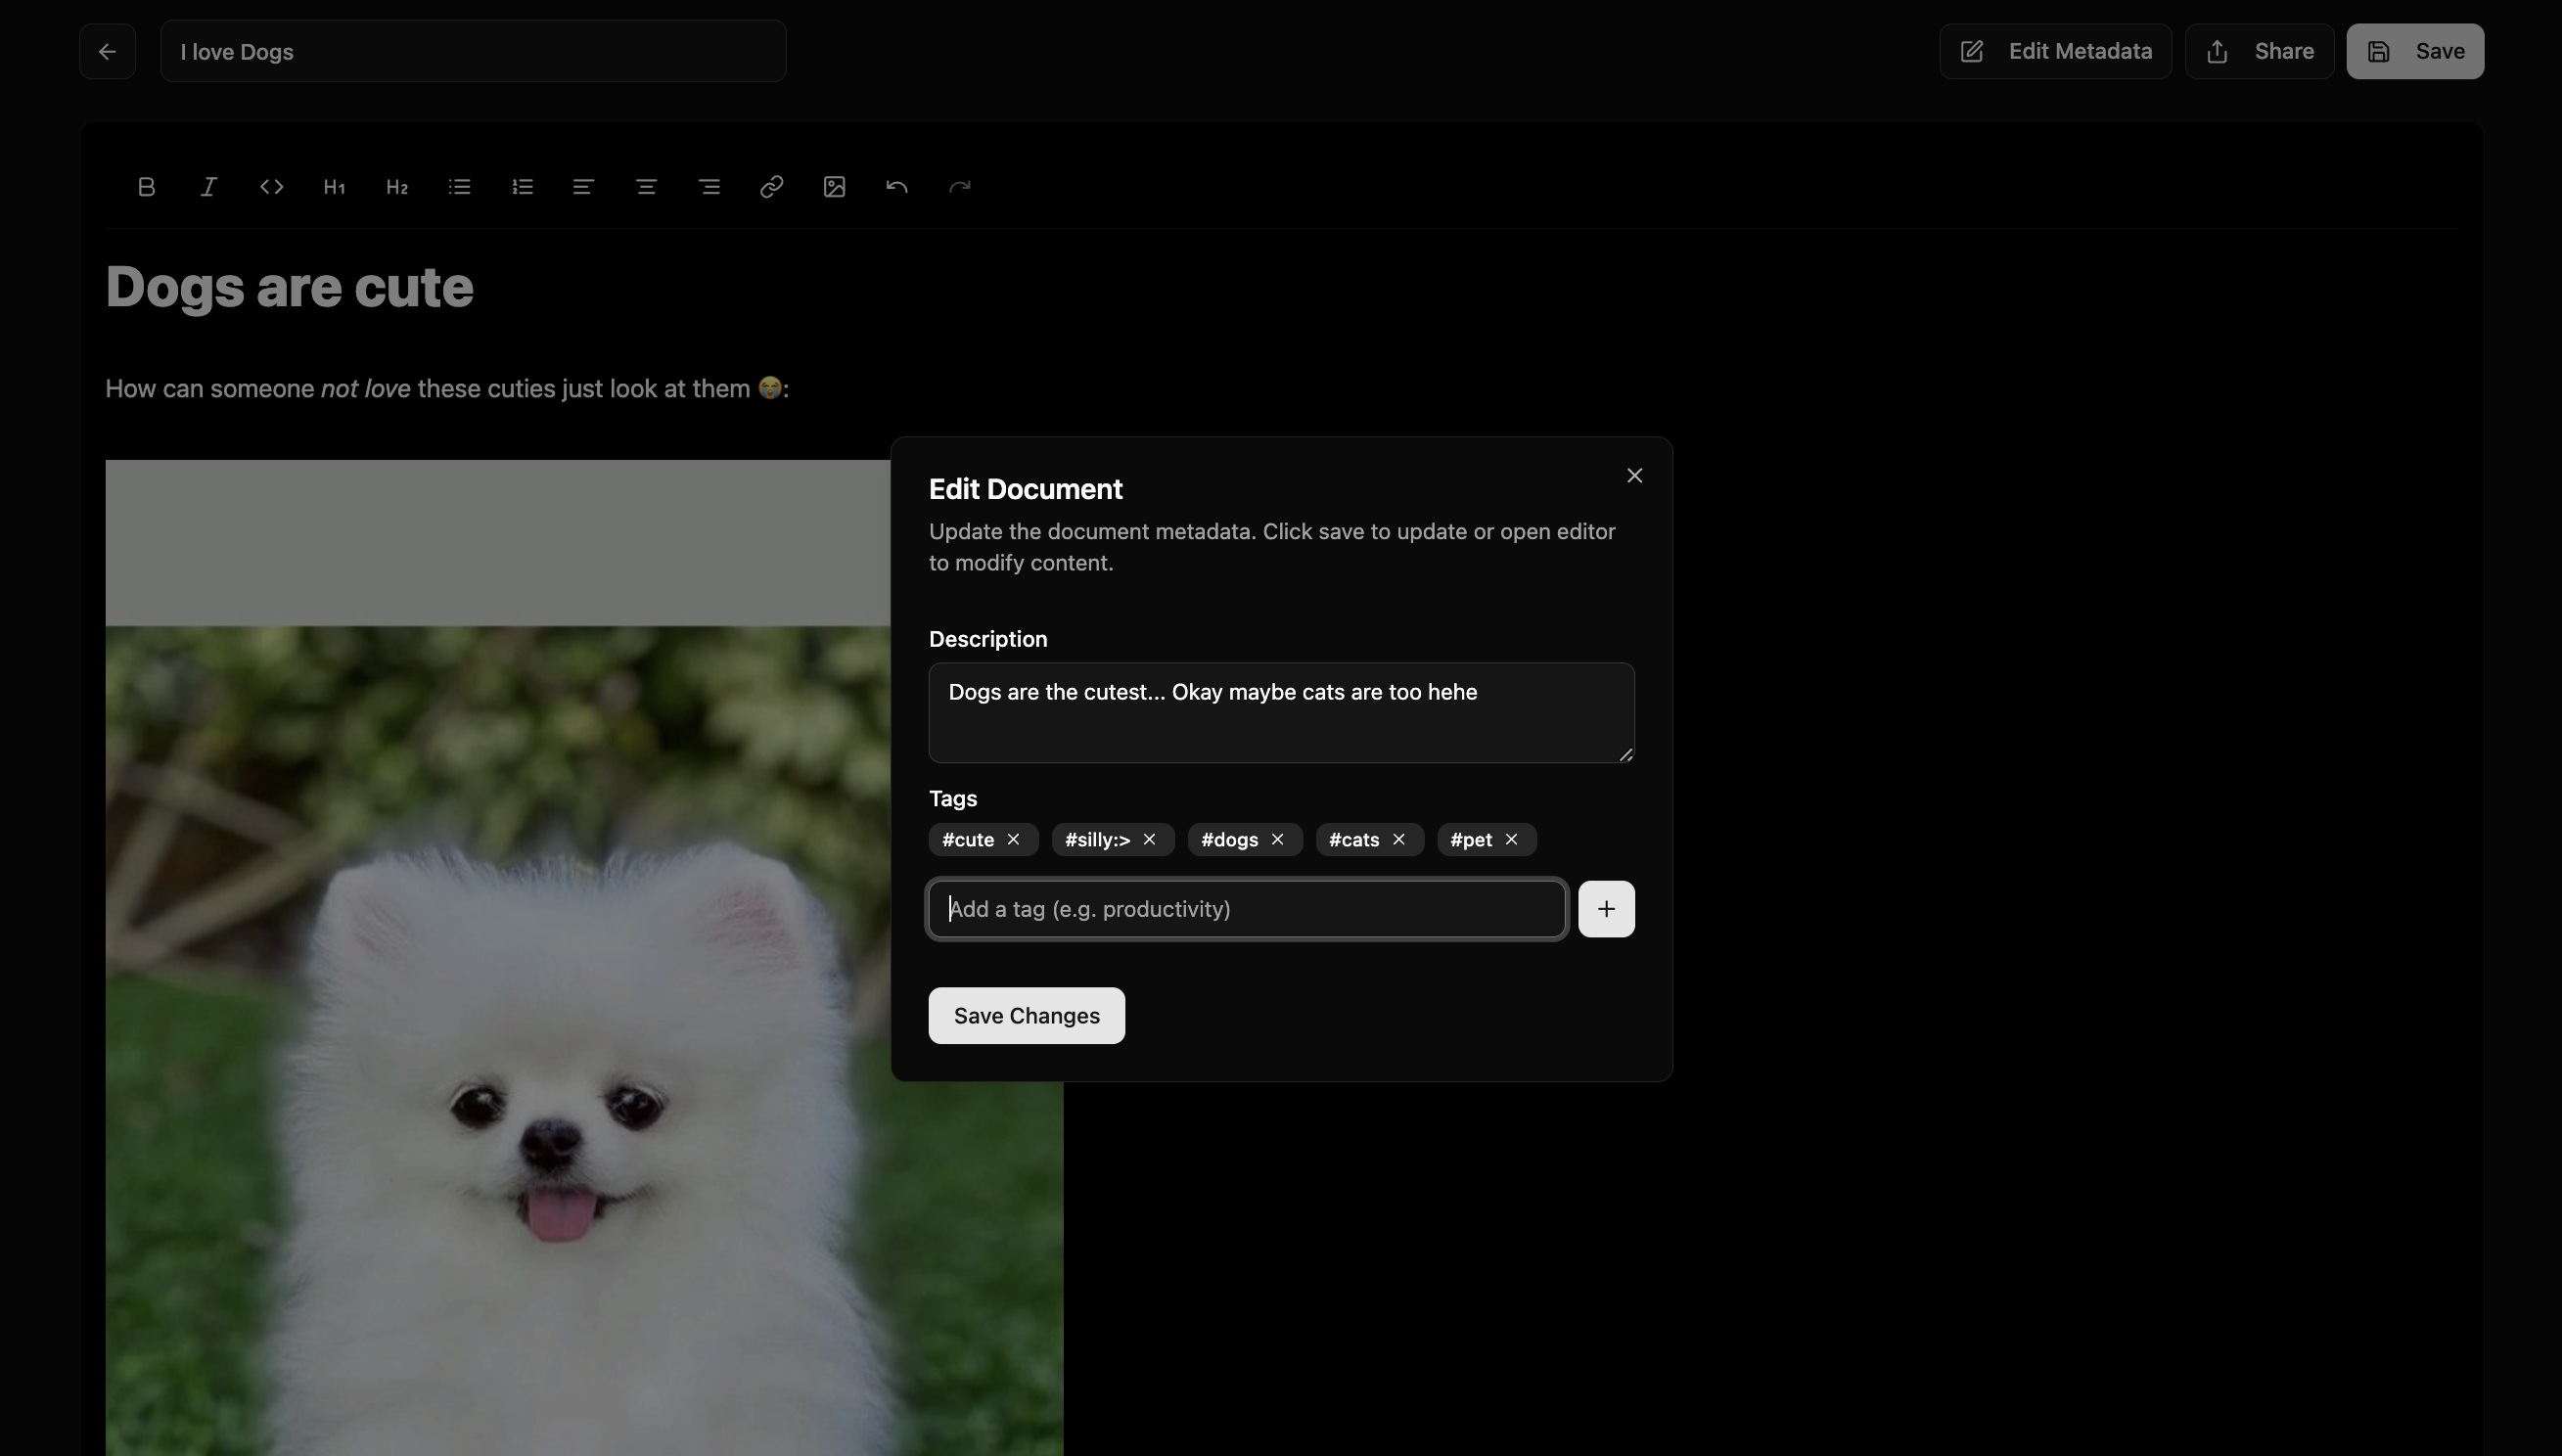 I love Dogs
Edit Metadata
Share
Save
H1
H2
Dogs are cute
How can someone not love these cuties just look at them 😭:
Edit Document
Update the document metadata. Click save to update or open editor
to modify content.
Description
Dogs are the cutest... Okay maybe cats are too hehe
Tags
#cute
#silly:>
#dogs
#cats
#pet
Add a tag (e.g. productivity)
Save Changes